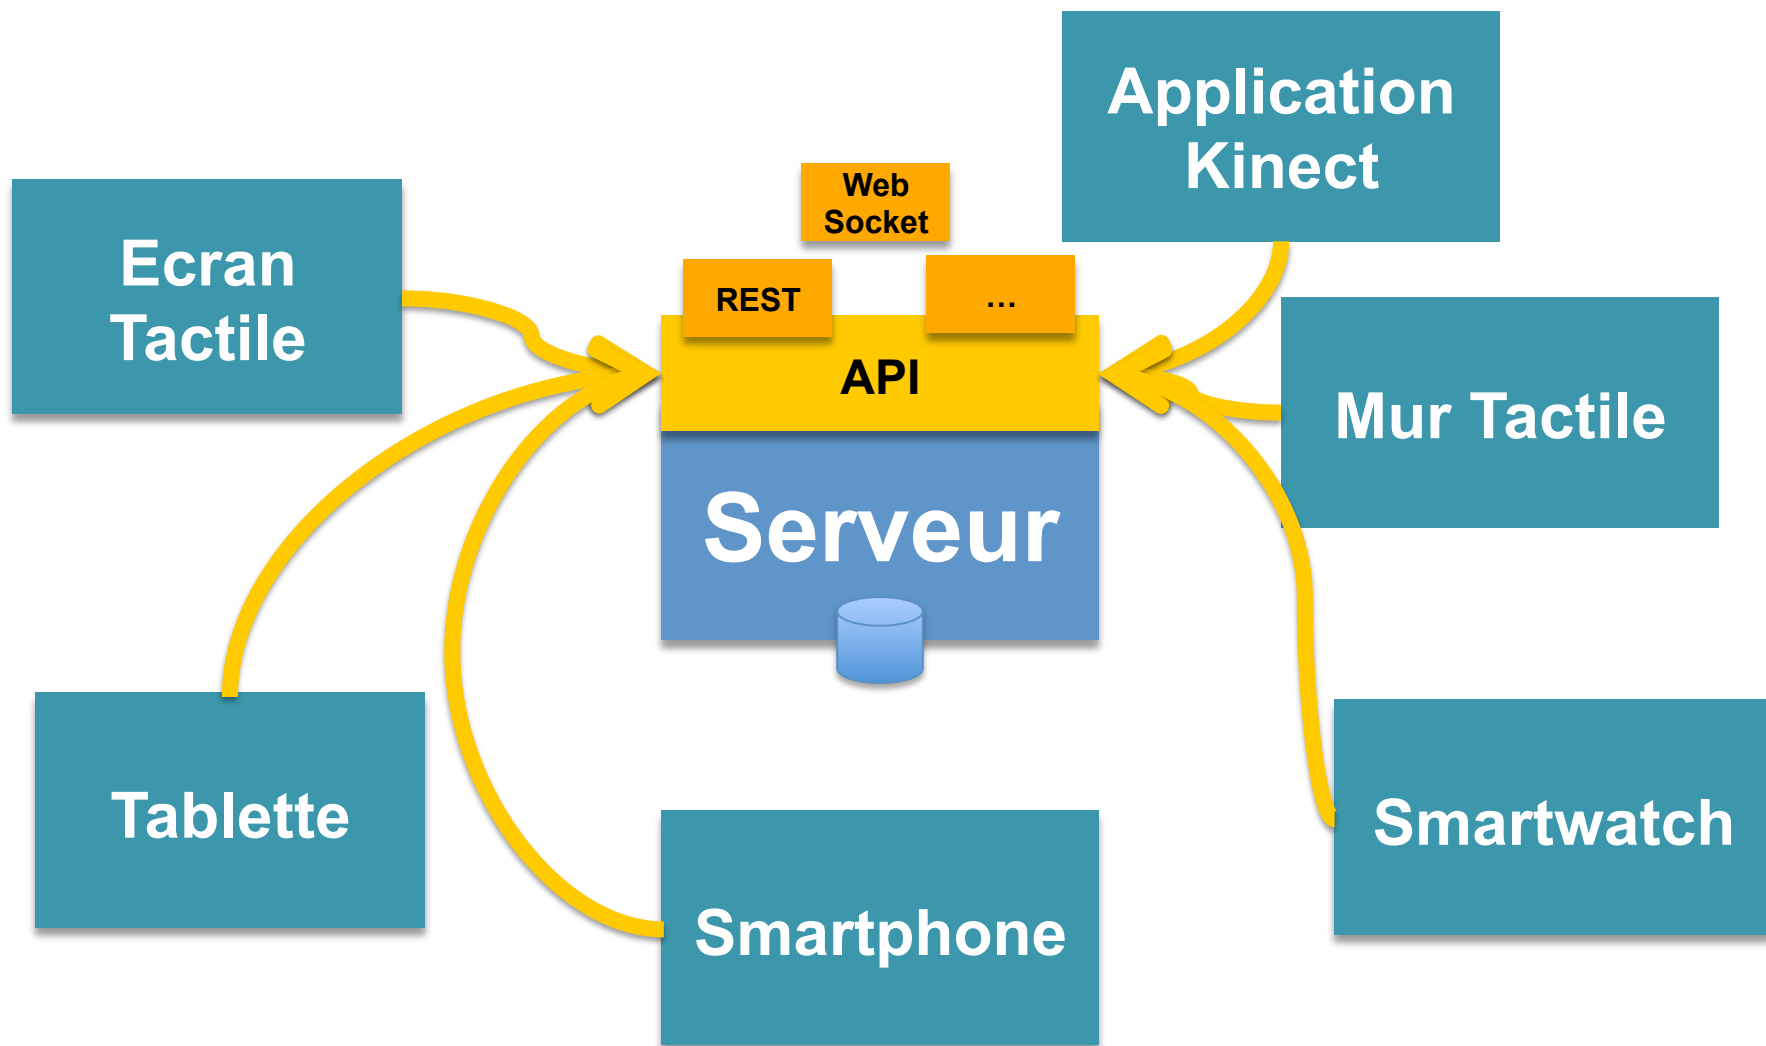 Application
Kinect
Web
Socket
Ecran
Tactile
REST
...
API
Mur Tactile
Serveur
Tablette
Smartwatch
Smartphone